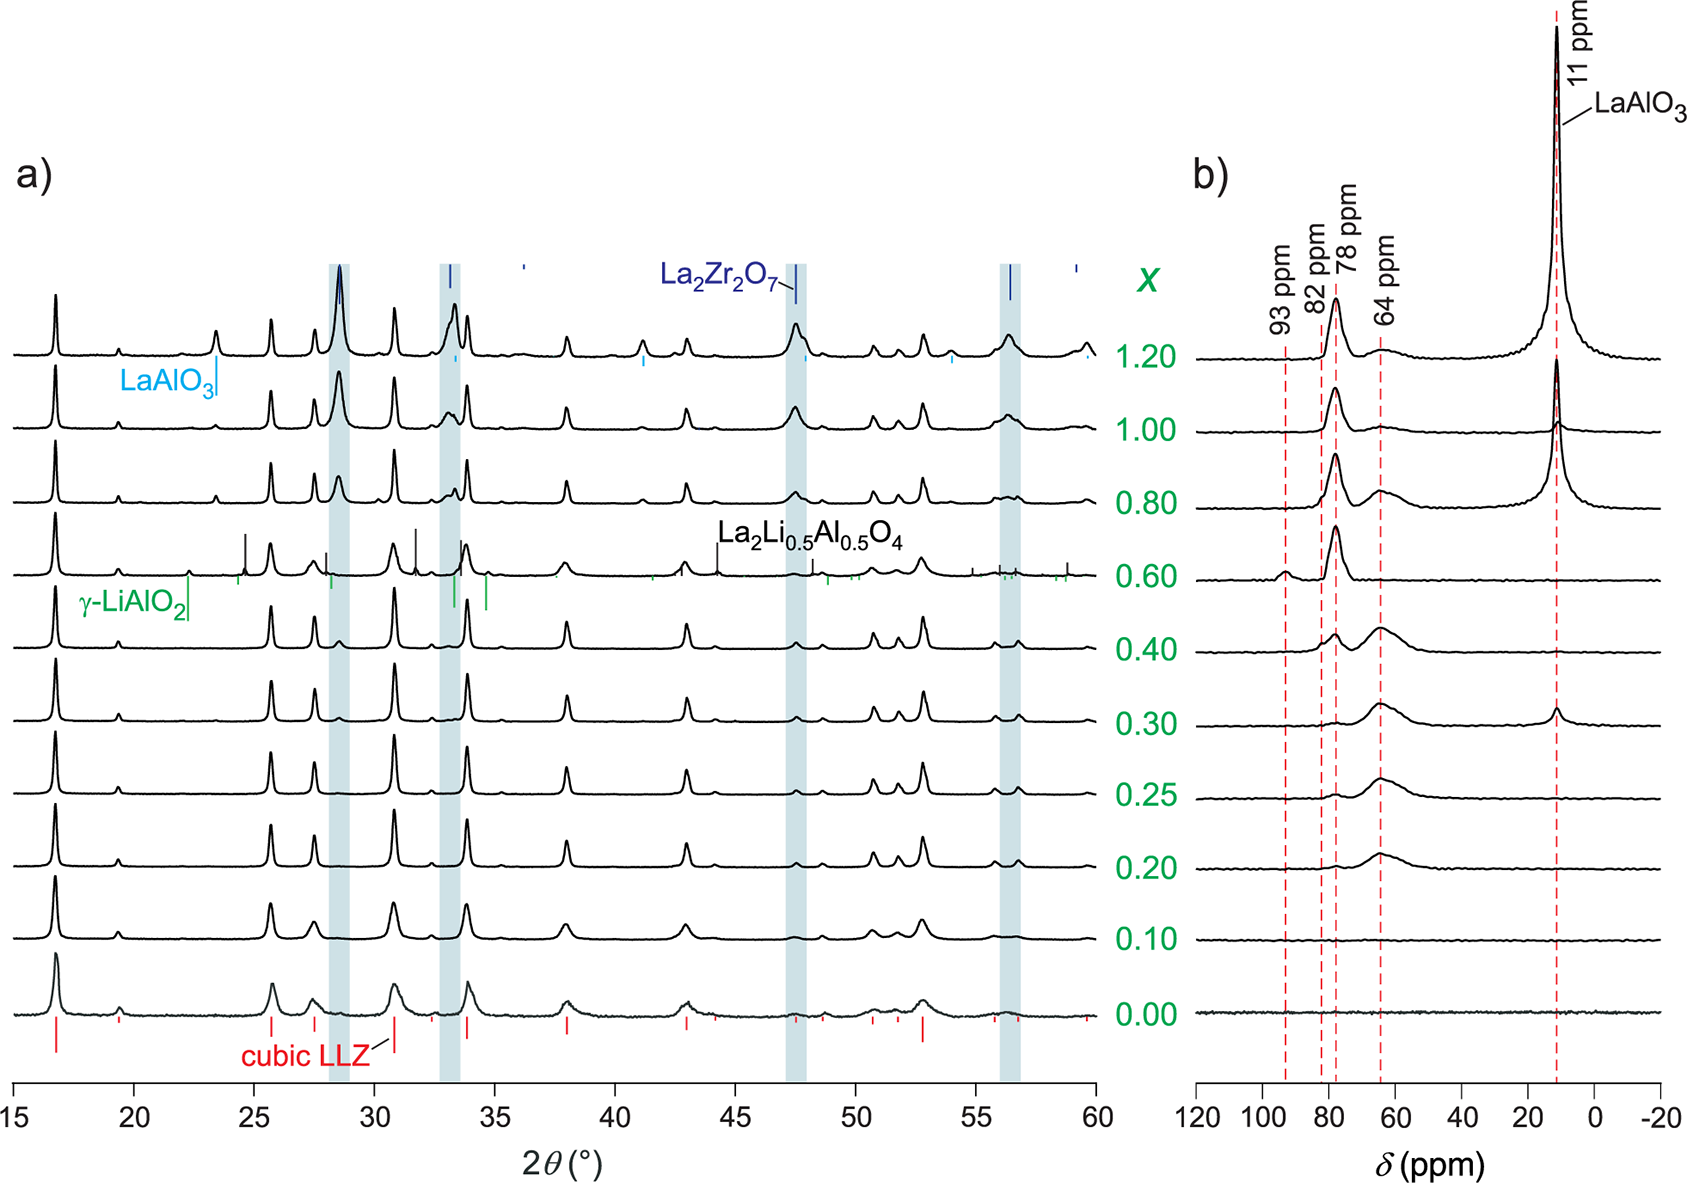 a)
La2Zr2O7
LaAlO3
La2Li0.5Al0.5O4
γ-LiAlO2
cubic LLZ
x
1.20
1.00
0.80
0.60
0.40
0.30
0.25
0.20
0.10
0.00
15 20 25 30 35 40 45 50 55 60
2θ (°)
b)
93 ppm
82 ppm
78 ppm
64 ppm
11 ppm
LaAlO3
120 100 80 60 40 20 0 -20
δ (ppm)